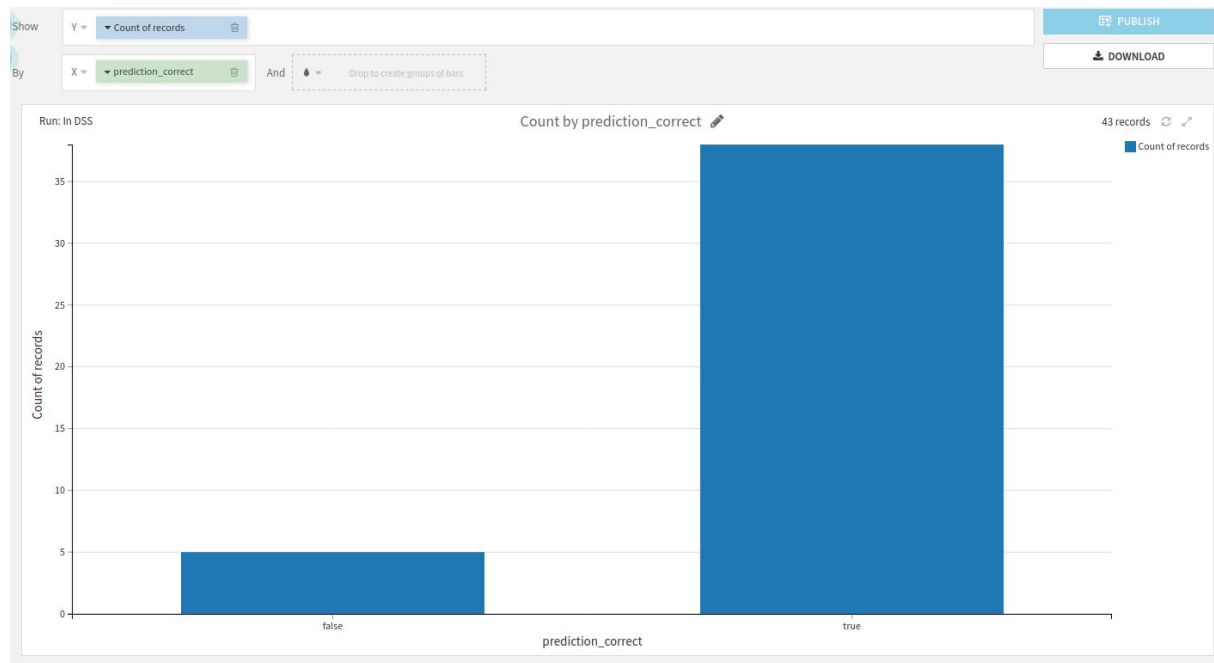 Show Y Count of records
PUBLISH
DOWNLOAD
By X prediction_correct And Drop to create groups of bars
Run: In DSS
Count by prediction_correct
43 records
Count of records
35
30
25
20
15
10
5
0
Count of records
false true
prediction_correct